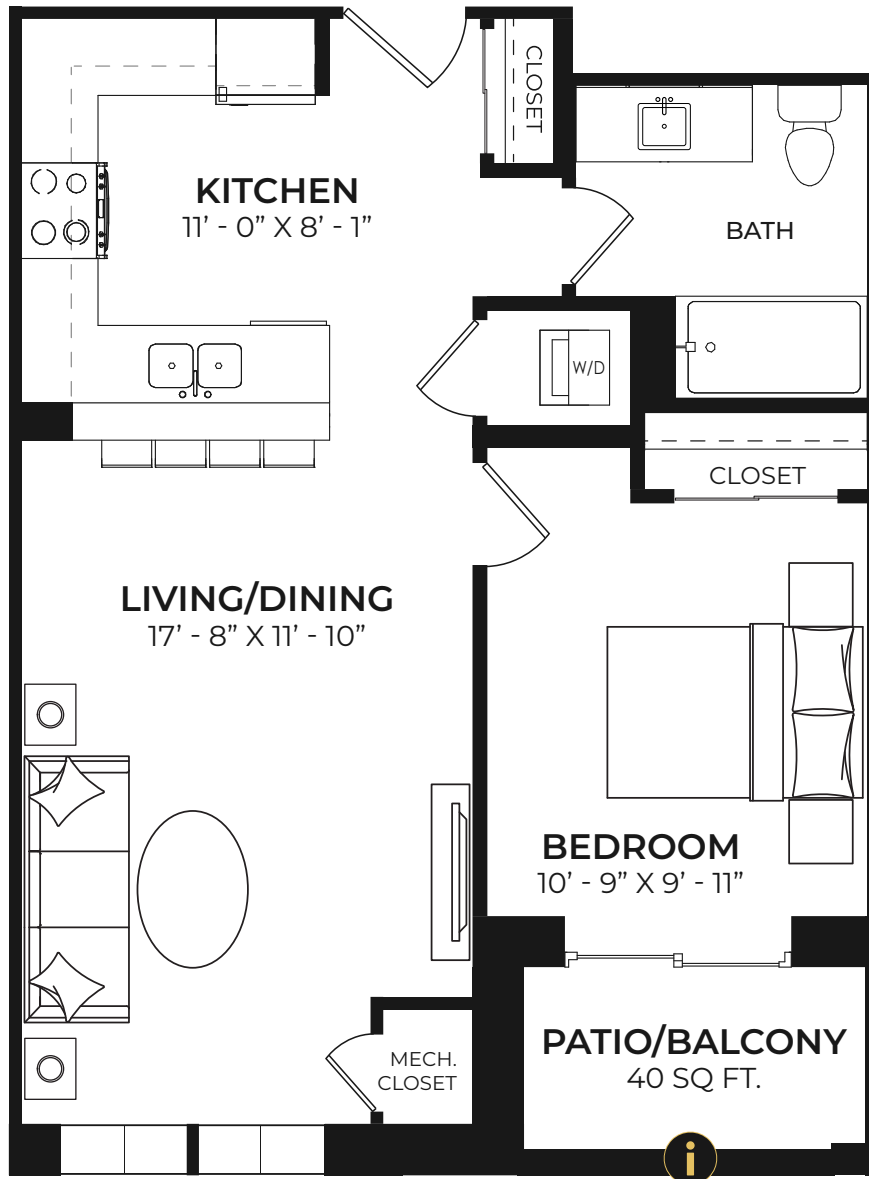 CLOSET
KITCHEN
11’ - 0” X 8’ - 1”
BATH
W/D
CLOSET
LIVING/DINING
17’ - 8” X 11’ - 10”
BEDROOM
10’ - 9” X 9’ - 11”
MECH.
CLOSET
PATIO/BALCONY
40 SQ FT.
i